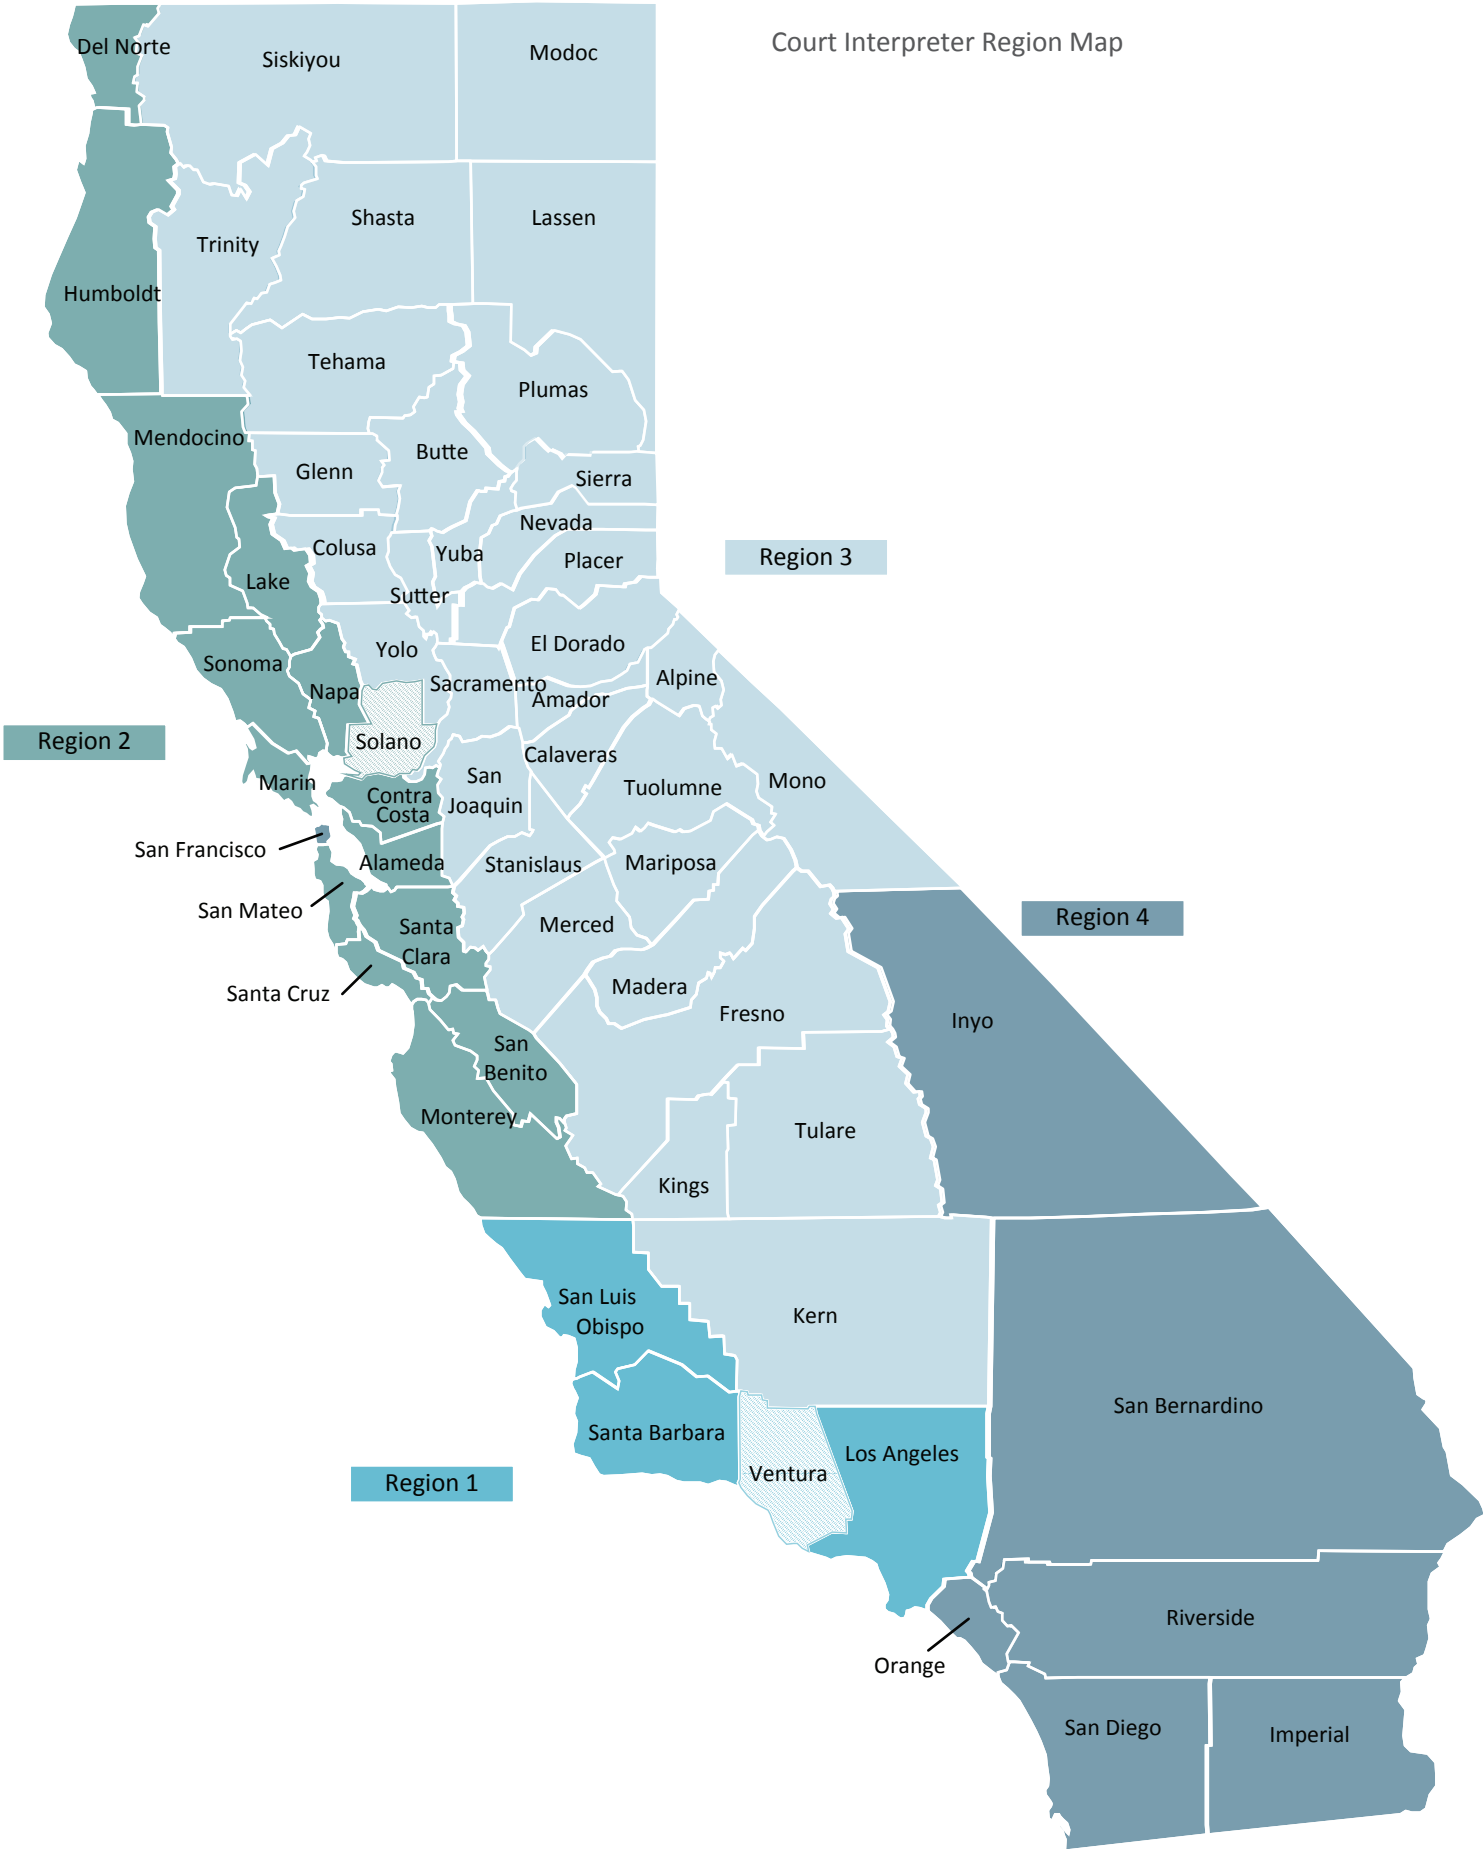 Court Interpreter Region Map
Del Norte
Siskiyou
Modoc
Shasta
Lassen
Trinity
Humboldt
Tehama
Plumas
Mendocino
Butte
Glenn
Sierra
Nevada
Colusa
Yuba
Placer
Region 3
Lake
Sutter
El Dorado
Yolo
Sonoma
Alpine
Sacramento
Napa
Amador
Region 2
Solano
Calaveras
San
Joaquin
Marin
Mono
Tuolumne
Contra
Costa
San Francisco
Alameda
Stanislaus
Mariposa
San Mateo
Region 4
Merced
Santa
Clara
Santa Cruz
Madera
Fresno
Inyo
San
Benito
Monterey
Tulare
Kings
San Luis
Obispo
Kern
San Bernardino
Santa Barbara
Los Angeles
Ventura
Region 1
Riverside
Orange
San Diego
Imperial